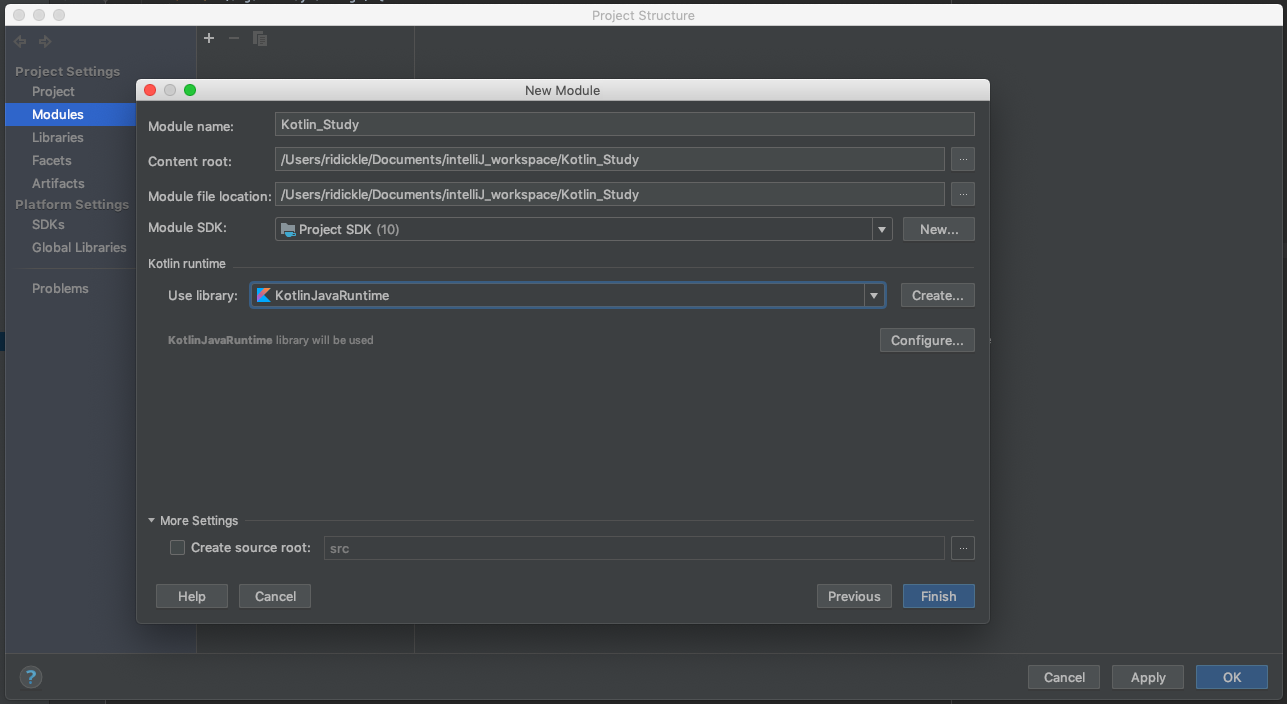 Project Structure
Project Settings
Project
Modules
Libraries
Facets
Artifacts
Platform Settings
SDKs
Global Libraries
Problems
New Module
Module name: Kotlin_Study
Content root: /Users/ridickle/Documents/intelliJ_workspace/Kotlin_Study ...
Module file location: /Users/ridickle/Documents/intelliJ_workspace/Kotlin_Study ...
Module SDK: Project SDK (10) New...
Kotlin runtime
Use library: KotlinJavaRuntime Create...
KotlinJavaRuntime library will be used Configure...
More Settings
Create source root: src ...
Help Cancel Previous Finish
? Cancel Apply OK